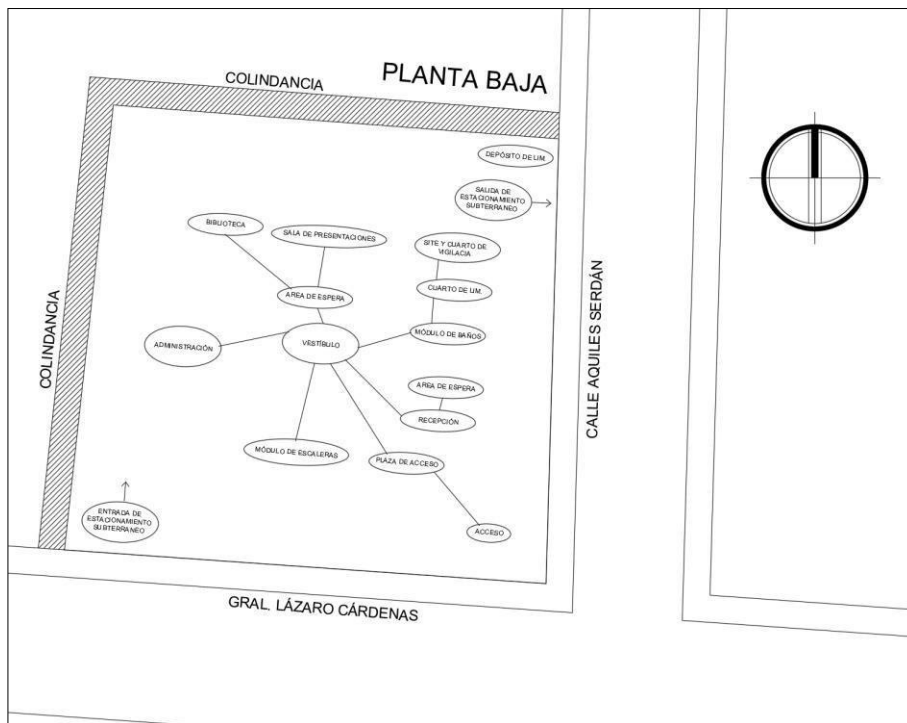 PLANTA BAJA
COLINDANCIA
DEPÓSITO DE LIM.
SALIDA DE
ESTACIONAMIENTO
SUBTERRANEO
BIBLIOTECA
SALA DE PRESENTACIONES
SITE Y CUARTO DE
VIGILACIA
CUARTO DE LIM.
AREA DE ESPERA
MÓDULO DE BAÑOS
ADMINISTRACIÓN
VESTÍBULO
COLINDANCIA
CALLE AQUILES SERDÁN
AREA DE ESPERA
RECEPCIÓN
MÓDULO DE ESCALERAS
PLAZA DE ACCESO
ENTRADA DE
ESTACIONAMIENTO
SUBTERRANEO
ACCESO
GRAL. LÁZARO CÁRDENAS